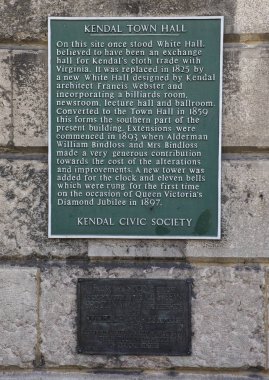 KENDAL TOWN HALL
On this site once stood White Hall,
believed to have been an exchange
hall for Kendal's cloth trade with
Virginia. It was replaced in 1825 by
a new White Hall designed by Kendal
architect Francis Webster and
incorporating a billiards room,
newsroom, lecture hall and ballroom.
Converted to the Town Hall in 1859
this forms the southern part of the
present building. Extensions were
commenced in 1893 when Alderman
William Bindloss and Mrs Bindloss
made a very generous contribution
towards the cost of the alterations
and improvements. A new tower was
added for the clock and eleven bells
which were rung for the first time
on the occasion of Queen Victoria's
Diamond Jubilee in 1897.
KENDAL CIVIC SOCIETY